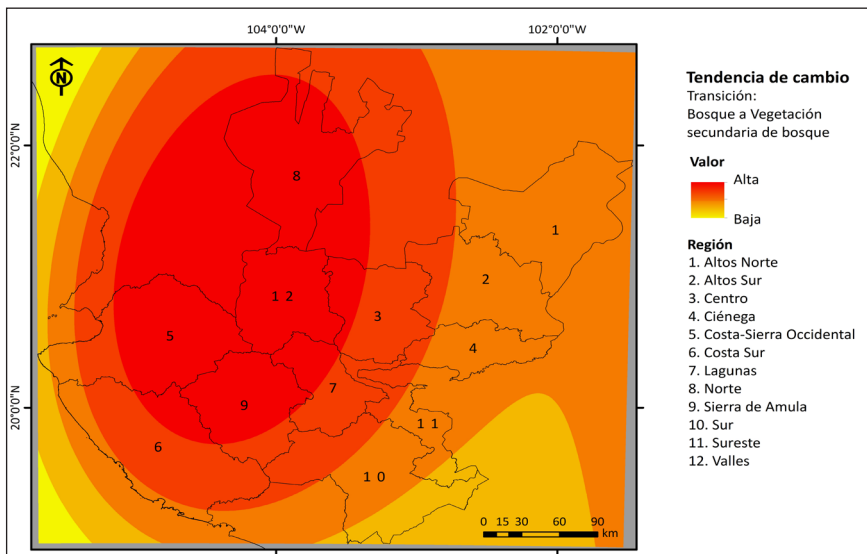 104°0'0"W
102°0'0"W
N
22°0'0"N
20°0'0"N
8
1
2
1 2
3
5
4
7
9
1 1
6
1 0
0 15 30 60 90
km
Tendencia de cambio
Transición:
Bosque a Vegetación
secundaria de bosque
Valor
Alta
Baja
Región
1. Altos Norte
2. Altos Sur
3. Centro
4. Ciénega
5. Costa-Sierra Occidental
6. Costa Sur
7. Lagunas
8. Norte
9. Sierra de Amula
10. Sur
11. Sureste
12. Valles